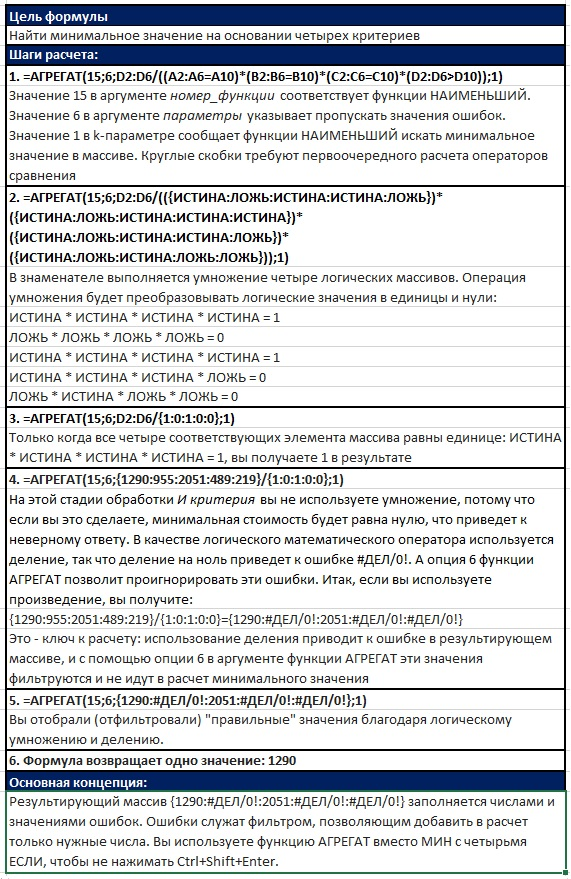 Цель формулы
Найти минимальное значение на основании четырех критериев
Шаги расчета:
1. =АГРЕГАТ(15;6;D2:D6/((A2:A6=A10)*(B2:B6=B10)*(C2:C6=C10)*(D2:D6>D10));1)
Значение 15 в аргументе номер_функции соответствует функции НАИМЕНЬШИЙ.
Значение 6 в аргументе параметры указывает пропускать значения ошибок.
Значение 1 в k-параметре сообщает функции НАИМЕНЬШИЙ искать минимальное
значение в массиве. Круглые скобки требуют первоочередного расчета операторов
сравнения
2. =АГРЕГАТ(15;6;D2:D6/(({ИСТИНА:ЛОЖЬ:ИСТИНА:ИСТИНА:ЛОЖЬ})*
({ИСТИНА:ЛОЖЬ:ИСТИНА:ИСТИНА:ИСТИНА})*
({ИСТИНА:ЛОЖЬ:ИСТИНА:ИСТИНА:ЛОЖЬ})*
({ИСТИНА:ЛОЖЬ:ИСТИНА:ЛОЖЬ:ЛОЖЬ}));1)
В знаменателе выполняется умножение четыре логических массивов. Операция
умножения будет преобразовывать логические значения в единицы и нули:
ИСТИНА * ИСТИНА * ИСТИНА * ИСТИНА = 1
ЛОЖЬ * ЛОЖЬ * ЛОЖЬ * ЛОЖЬ = 0
ИСТИНА * ИСТИНА * ИСТИНА * ИСТИНА = 1
ИСТИНА * ИСТИНА * ИСТИНА * ЛОЖЬ = 0
ЛОЖЬ * ИСТИНА * ЛОЖЬ * ЛОЖЬ = 0
3. =АГРЕГАТ(15;6;D2:D6/{1:0:1:0:0};1)
Только когда все четыре соответствующих элемента массива равны единице: ИСТИНА
* ИСТИНА * ИСТИНА * ИСТИНА = 1, вы получаете 1 в результате
4. =АГРЕГАТ(15;6;{1290:955:2051:489:219}/{1:0:1:0:0};1)
На этой стадии обработки И критерия вы не используете умножение, потому что
если вы это сделаете, минимальная стоимость будет равна нулю, что приведет к
неверному ответу. В качестве логического математического оператора используется
деление, так что деление на ноль приведет к ошибке #ДЕЛ/0!. А опция 6 функции
АГРЕГАТ позволит проигнорировать эти ошибки. Итак, если вы используете
произведение, вы получите:
{1290:955:2051:489:219}/{1:0:1:0:0}={1290:#ДЕЛ/0!:2051:#ДЕЛ/0!:#ДЕЛ/0!}
Это - ключ к расчету: использование деления приводит к ошибке в результирующем
массиве, и с помощью опции 6 в аргументе функции АГРЕГАТ эти значения
фильтруются и не идут в расчет минимального значения
5. =АГРЕГАТ(15;6;{1290:#ДЕЛ/0!:2051:#ДЕЛ/0!:#ДЕЛ/0!};1)
Вы отобрали (отфильтровали) "правильные" значения благодаря логическому
умножению и делению.
6. Формула возвращает одно значение: 1290
Основная концепция:
Результирующий массив {1290:#ДЕЛ/0!:2051:#ДЕЛ/0!:#ДЕЛ/0!} заполняется числами и
значениями ошибок. Ошибки служат фильтром, позволяющим добавить в расчет
только нужные числа. Вы используете функцию АГРЕГАТ вместо МИН с четырьмя
ЕСЛИ, чтобы не нажимать Ctrl+Shift+Enter.